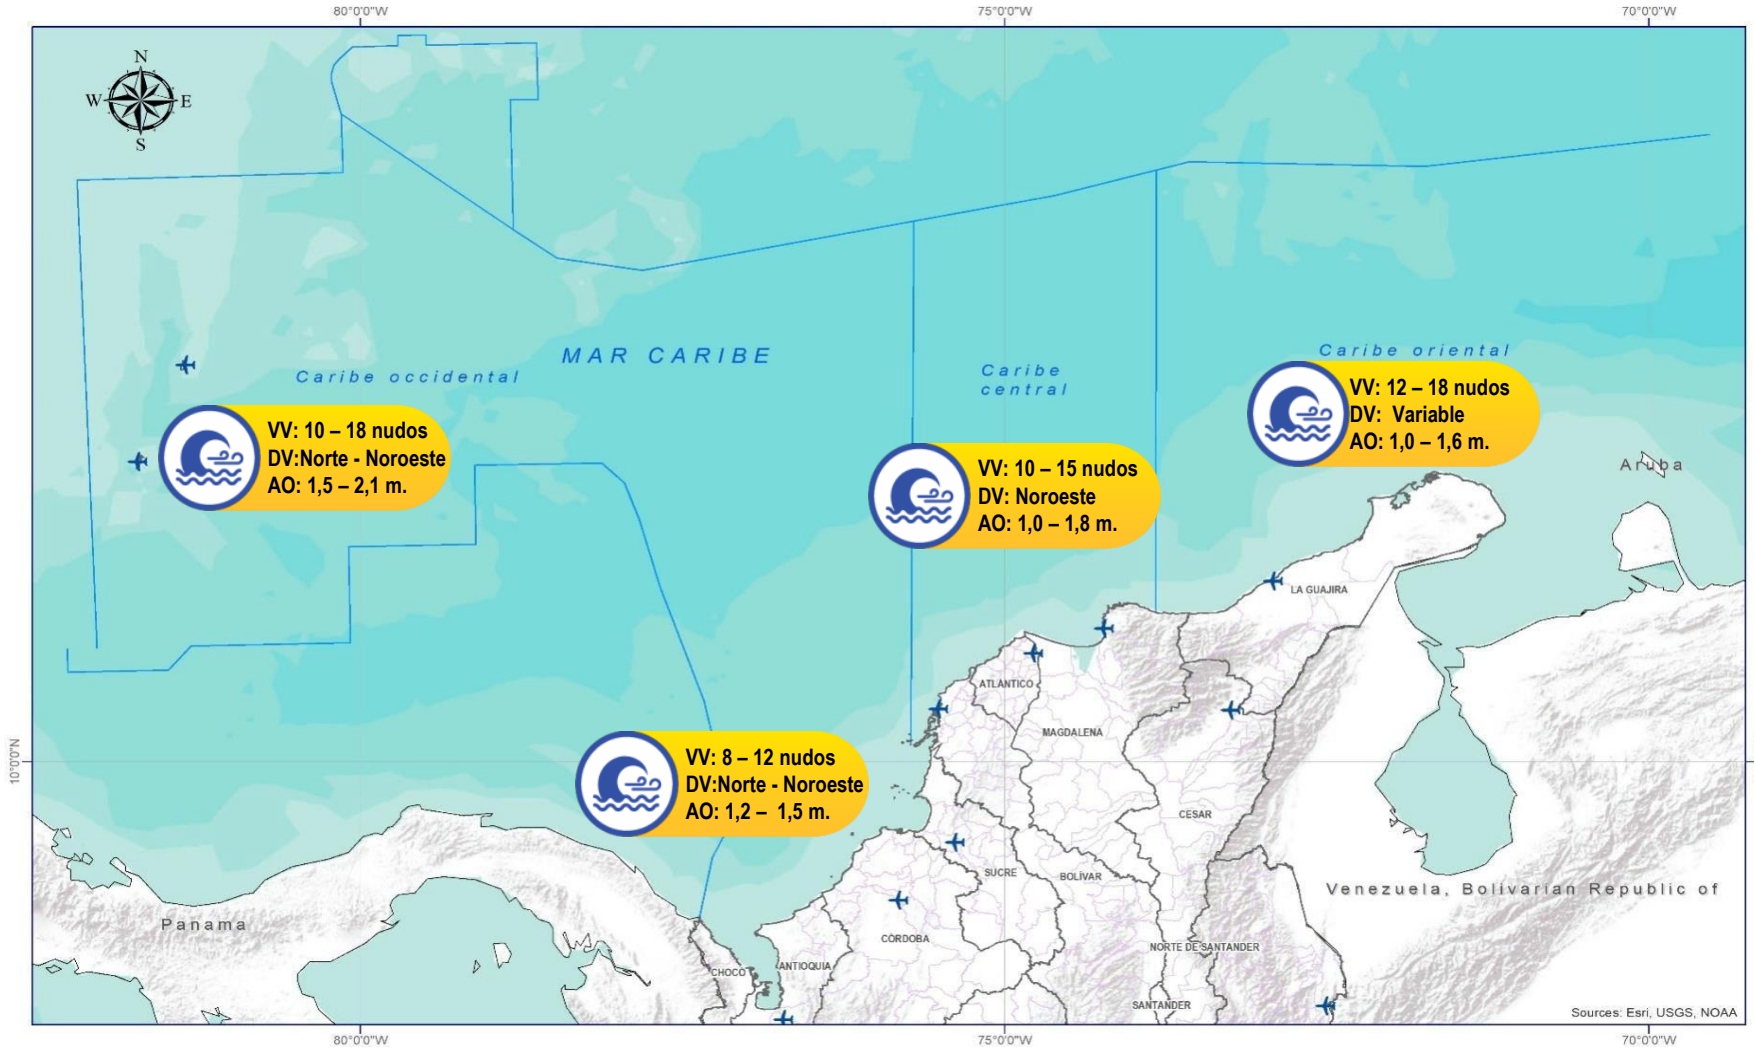 80°0'0"W
75°0'0"W
70°0'0"W
N
W
E
S
MAR CARIBE
Caribe occidental
Caribe
central
Caribe oriental
VV: 12 – 18 nudos
DV: Variable
AO: 1,0 – 1,6 m.
VV: 10 – 18 nudos
DV:Norte - Noroeste
AO: 1,5 – 2,1 m.
VV: 10 – 15 nudos
DV: Noroeste
AO: 1,0 – 1,8 m.
Aruba
LA GUAJIRA
ATLÁNTICO
MAGDALENA
10°0'0"N
VV: 8 – 12 nudos
DV:Norte - Noroeste
AO: 1,2 – 1,5 m.
CESAR
SUCRE
BOLÍVAR
Venezuela, Bolivarian Republic of
Panama
CÓRDOBA
NORTE DE SANTANDER
CHOCÓ
ANTIOQUIA
SANTANDER
Sources: Esri, USGS, NOAA
80°0'0"W
75°0'0"W
70°0'0"W